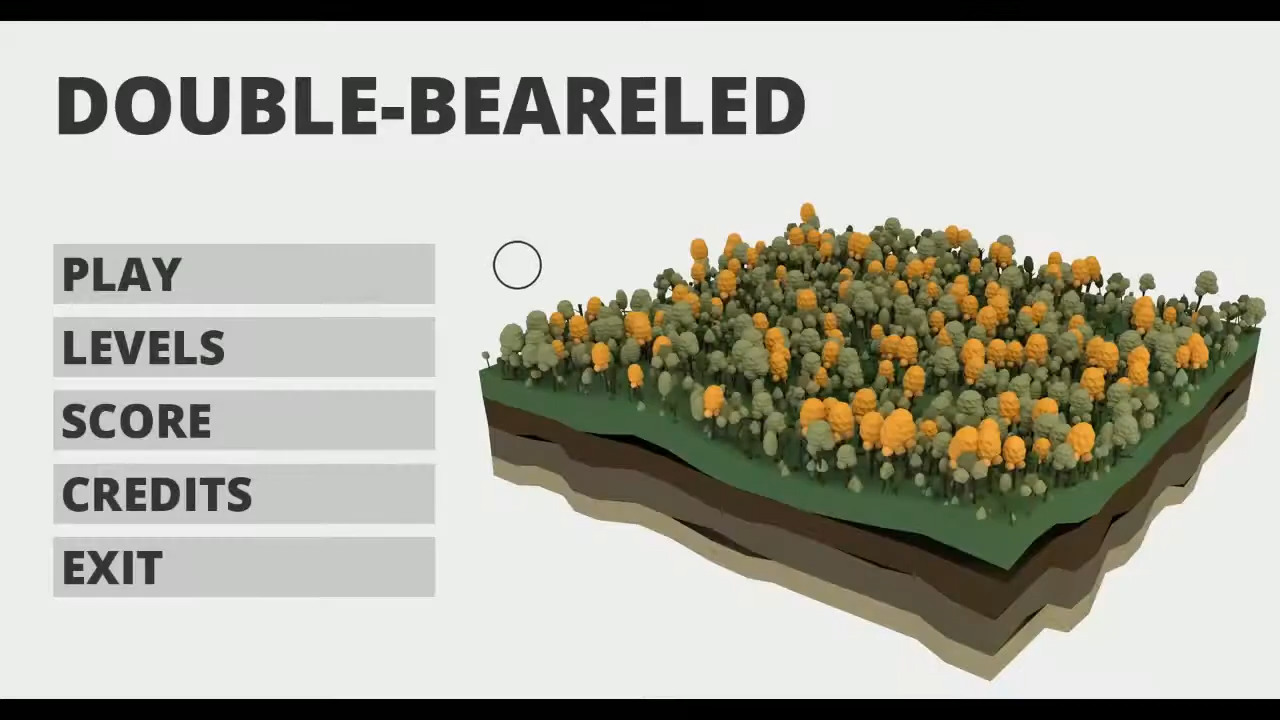 DOUBLE-BEARELED
PLAY
LEVELS
SCORE
CREDITS
EXIT